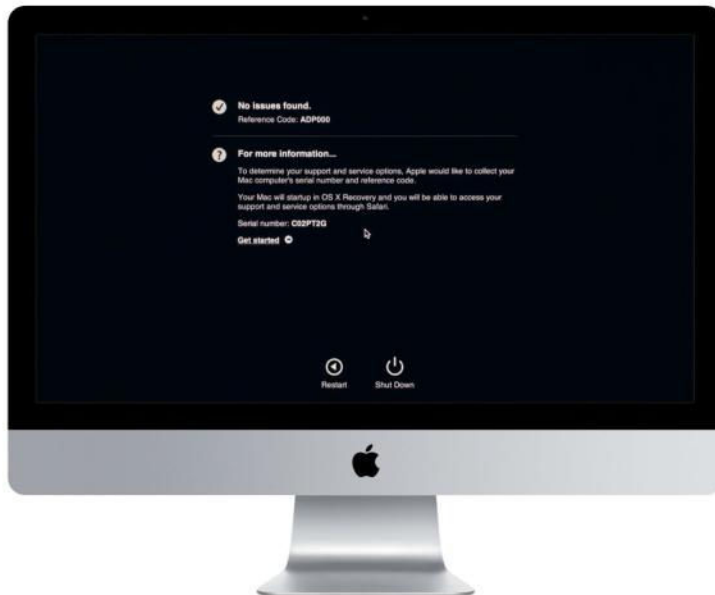 No issues found.
Reference Code: ADP000
For more information...
To determine your support and service options, Apple would like to collect your
Mac computer's serial number and reference code.
Your Mac will startup in OS X Recovery and you will be able to access your
support and service options through Safari.
Serial number: C02PT2G
Get started
Restart
Shut Down